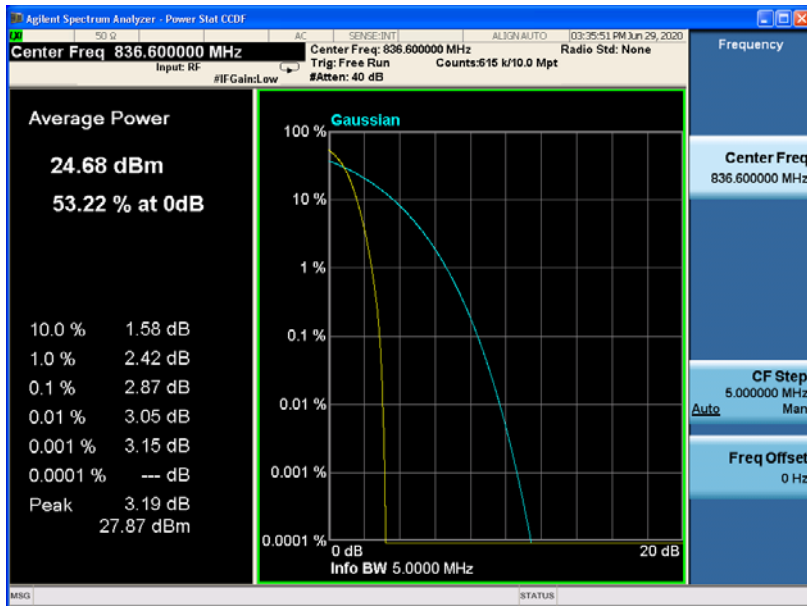 Agilent Spectrum Analyzer - Power Stat CCDF
50 Ω AC SENSE:INT ALIGN AUTO 03:35:51 PM Jun 29, 2020
Center Freq 836.600000 MHz
Input: RF
#IFGain:Low
Center Freq: 836.600000 MHz
Radio Std: None
Trig: Free Run
Counts:615 k/10.0 Mpt
#Atten: 40 dB
Frequency
Average Power
24.68 dBm
53.22 % at 0dB
10.0 % 1.58 dB
1.0 % 2.42 dB
0.1 % 2.87 dB
0.01 % 3.05 dB
0.001 % 3.15 dB
0.0001 % --- dB
Peak 3.19 dB
27.87 dBm
Gaussian
100 %
10 %
1 %
0.1 %
0.01 %
0.001 %
0.0001 %
0 dB
20 dB
Info BW 5.0000 MHz
Center Freq
836.600000 MHz
CF Step
5.000000 MHz
Auto Man
Freq Offset
0 Hz
MSG
STATUS